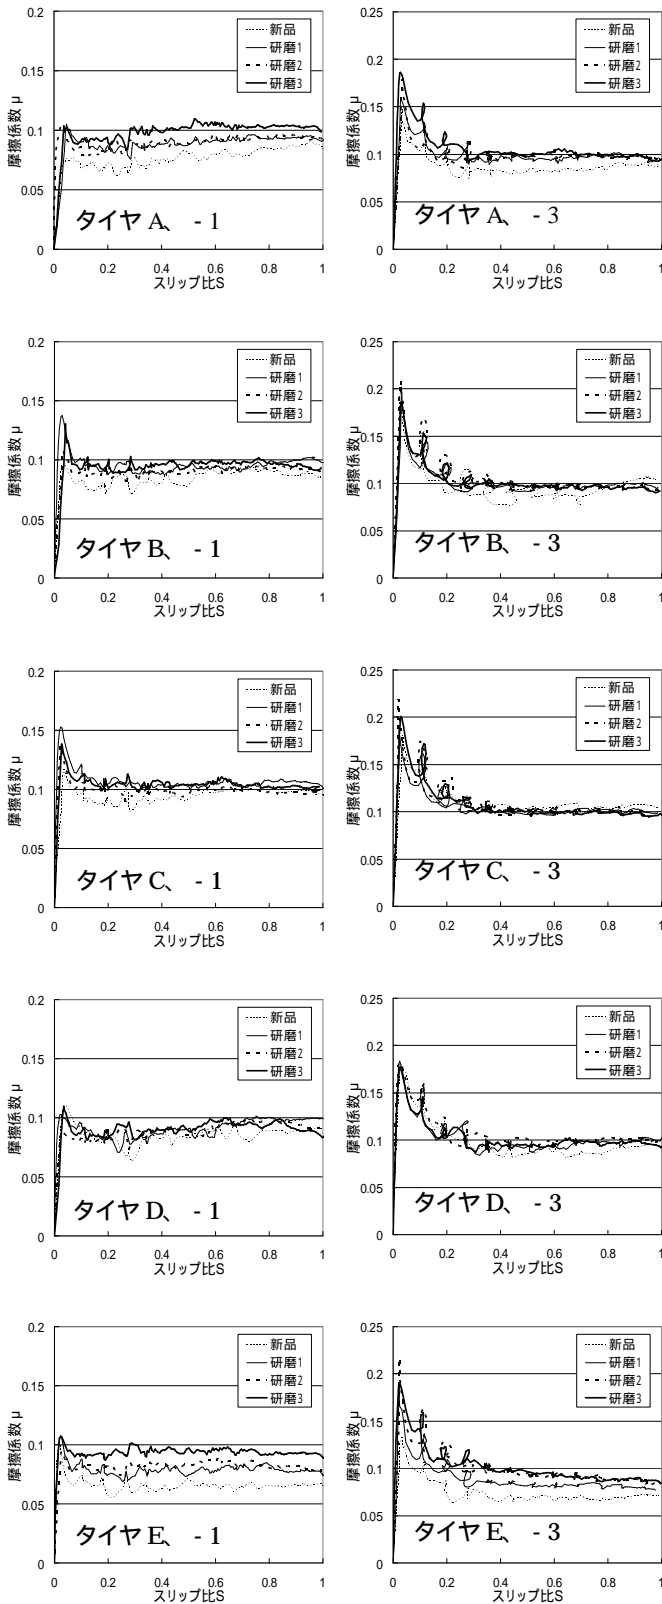 摩擦係数 μ
0.2
0.15
0.1
0.05
0
新品
研磨1
研磨2
研磨3
タイヤ A、 - 1
0 0.2 0.4 0.6 0.8 1
スリップ比S
摩擦係数 μ
0.25
0.2
0.15
0.1
0.05
0
新品
研磨1
研磨2
研磨3
タイヤ A、 - 3
0 0.2 0.4 0.6 0.8 1
スリップ比S
摩擦係数 μ
0.2
0.15
0.1
0.05
0
新品
研磨1
研磨2
研磨3
タイヤ B、 - 1
0 0.2 0.4 0.6 0.8 1
スリップ比S
摩擦係数 μ
0.25
0.2
0.15
0.1
0.05
0
新品
研磨1
研磨2
研磨3
タイヤ B、 - 3
0 0.2 0.4 0.6 0.8 1
スリップ比S
摩擦係数 μ
0.2
0.15
0.1
0.05
0
新品
研磨1
研磨2
研磨3
タイヤ C、 - 1
0 0.2 0.4 0.6 0.8 1
スリップ比S
摩擦係数 μ
0.25
0.2
0.15
0.1
0.05
0
新品
研磨1
研磨2
研磨3
タイヤ C、 - 3
0 0.2 0.4 0.6 0.8 1
スリップ比S
摩擦係数 μ
0.2
0.15
0.1
0.05
0
新品
研磨1
研磨2
研磨3
タイヤ D、 - 1
0 0.2 0.4 0.6 0.8 1
スリップ比S
摩擦係数 μ
0.25
0.2
0.15
0.1
0.05
0
新品
研磨1
研磨2
研磨3
タイヤ D、 - 3
0 0.2 0.4 0.6 0.8 1
スリップ比S
摩擦係数 μ
0.2
0.15
0.1
0.05
0
新品
研磨1
研磨2
研磨3
タイヤ E、 - 1
0 0.2 0.4 0.6 0.8 1
スリップ比S
摩擦係数 μ
0.25
0.2
0.15
0.1
0.05
0
新品
研磨1
研磨2
研磨3
タイヤ E、 - 3
0 0.2 0.4 0.6 0.8 1
スリップ比S